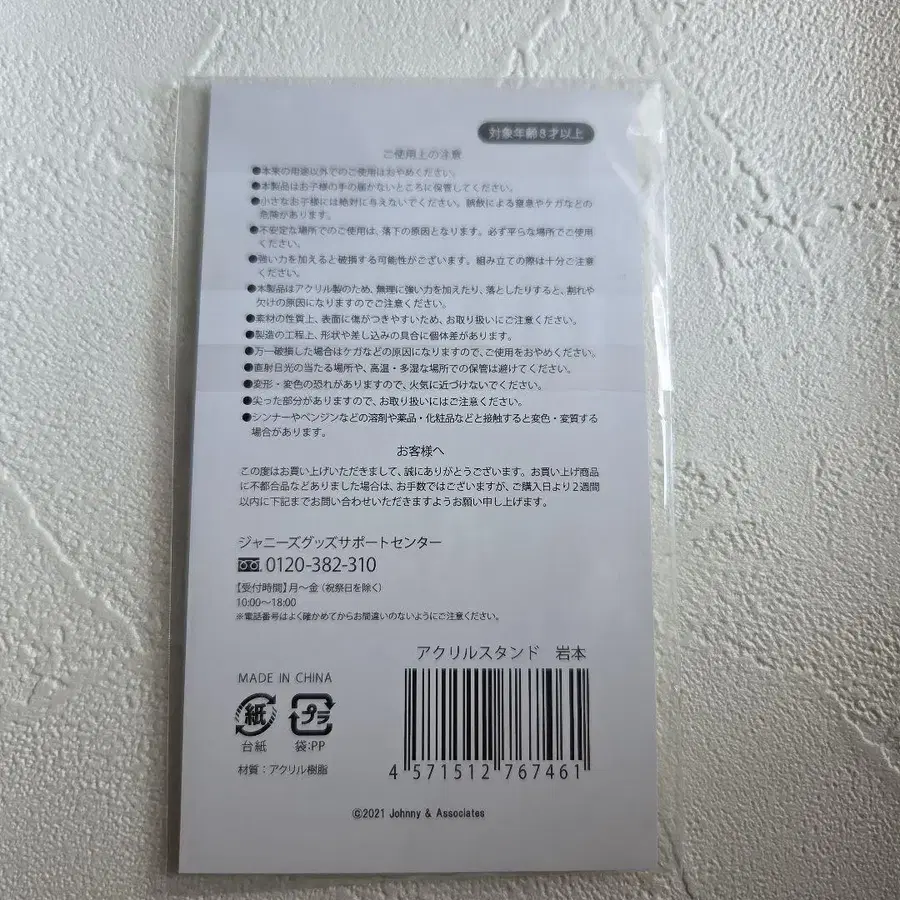 対象年齢8才以上
ご使用上の注意
●本来の用途以外でのご使用はおやめください。
●本製品はお子様の手の届かないところに保管してください。
●小さなお子様には絶対に与えないでください。誤飲による窒息やケガなどの
危険があります。
●不安定な場所でのご使用は、落下の原因となります。必ず平らな場所でご使用
ください。
●強い力を加えると破損する可能性がございます。組み立ての際は十分ご注意
ください。
●本製品はアクリル製のため、無理に強い力を加えたり、落としたりすると、割れや
欠けの原因になりますのでご注意ください。
●素材の性質上、表面に傷がつきやすいため、お取り扱いにご注意ください。
●製造の工程上、形状や差し込みの具合に個体差があります。
●万一破損した場合はケガなどの原因になりますので、ご使用をおやめください。
●直射日光の当たる場所や、高温・多湿な場所での保管は避けてください。
●変形・変色の恐れがありますので、火気に近づけないでください。
●尖った部分がありますので、お取り扱いにはご注意ください。
●シンナーやベンジンなどの溶剤や薬品・化粧品などと接触すると変色・変質する
場合があります。
お客様へ
この度はお買い上げいただきまして、誠にありがとうございます。お買い上げ商品
に不都合品などありました場合は、お手数ではございますが、ご購入日より2週間
以内に下記までお問い合わせいただきますようお願い申し上げます。
ジャニーズグッズサポートセンター
0120-382-310
【受付時間】月〜金(祝祭日を除く)
10:00〜18:00
※電話番号はよく確かめてからお間違いのないようにご注意ください。
アクリルスタンド 岩本
MADE IN CHINA
紙 プラ
台紙 袋:PP
材質:アクリル樹脂
4 571512 767461
©2021 Johnny & Associates